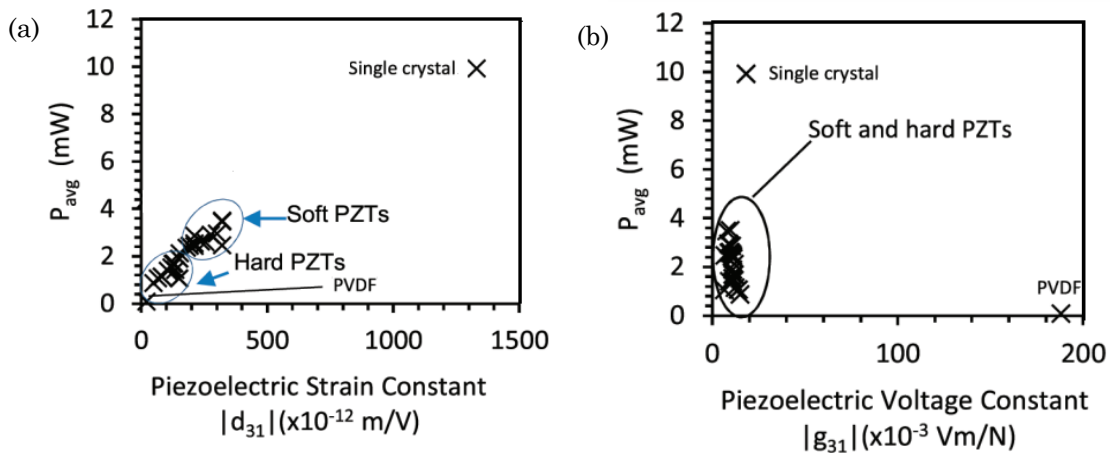 (a)
12
10
8
6
4
2
0
P_avg (mW)
Single crystal
Soft PZTs
Hard PZTs
PVDF
0 500 1000 1500
Piezoelectric Strain Constant
|d₃₁|(x10⁻¹² m/V)
(b)
12
10
8
6
4
2
0
P_avg (mW)
Single crystal
Soft and hard PZTs
PVDF
0 100 200
Piezoelectric Voltage Constant
|g₃₁|(x10⁻³ Vm/N)